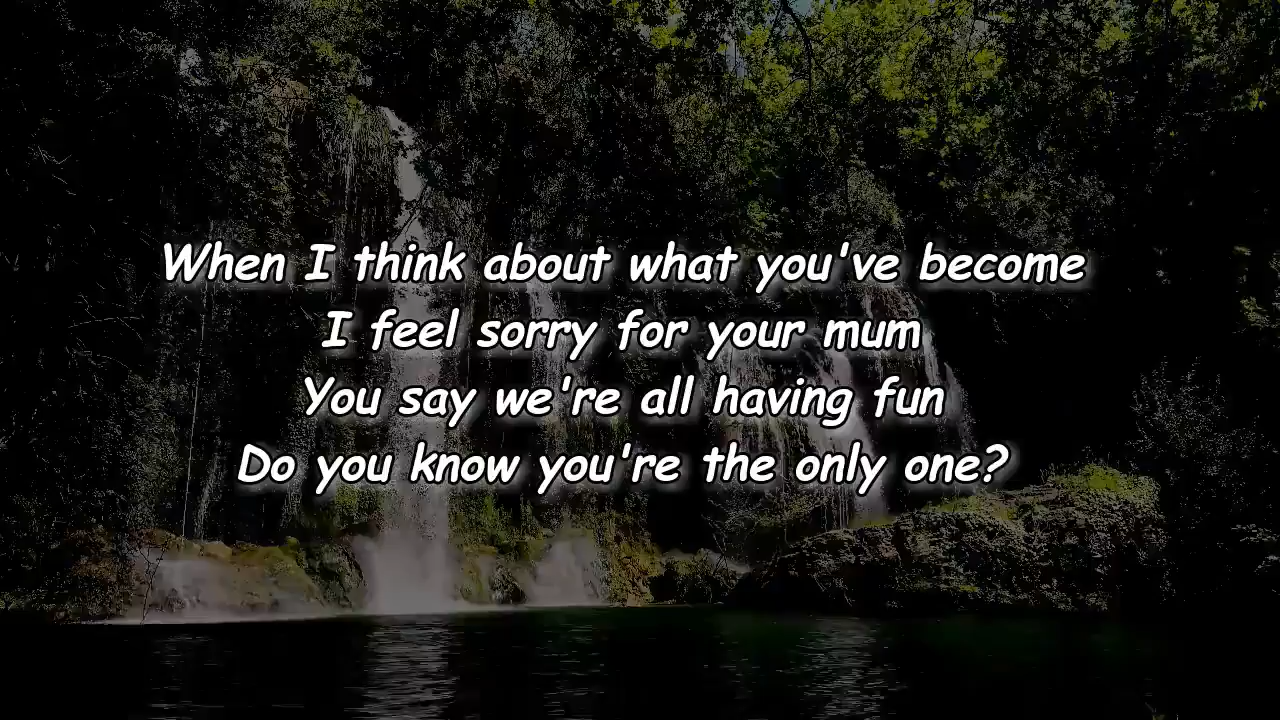 When I think about what you've become
I feel sorry for your mum
You say we're all having fun
Do you know you're the only one?